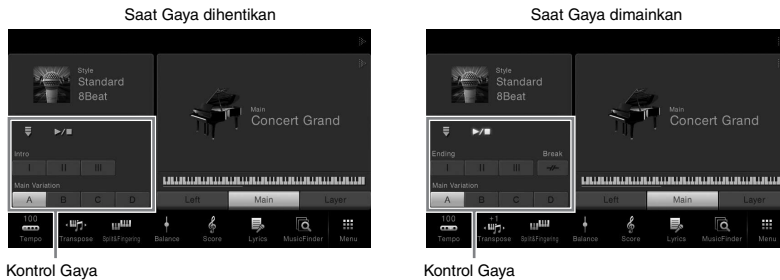 Saat Gaya dihentikan
Style
Standard
8Beat
Main
Concert Grand
Intro
I II III
Main Variation
A B C D
Left Main Layer
100
Tempo Transpose Split&Fingering Balance Score Lyrics MusicFinder Menu
Kontrol Gaya
Saat Gaya dimainkan
Style
Standard
8Beat
Main
Concert Grand
Ending Break
I II III
Main Variation
A B C D
Left Main Layer
100 +1
Tempo Transpose Split&Fingering Balance Score Lyrics MusicFinder Menu
Kontrol Gaya